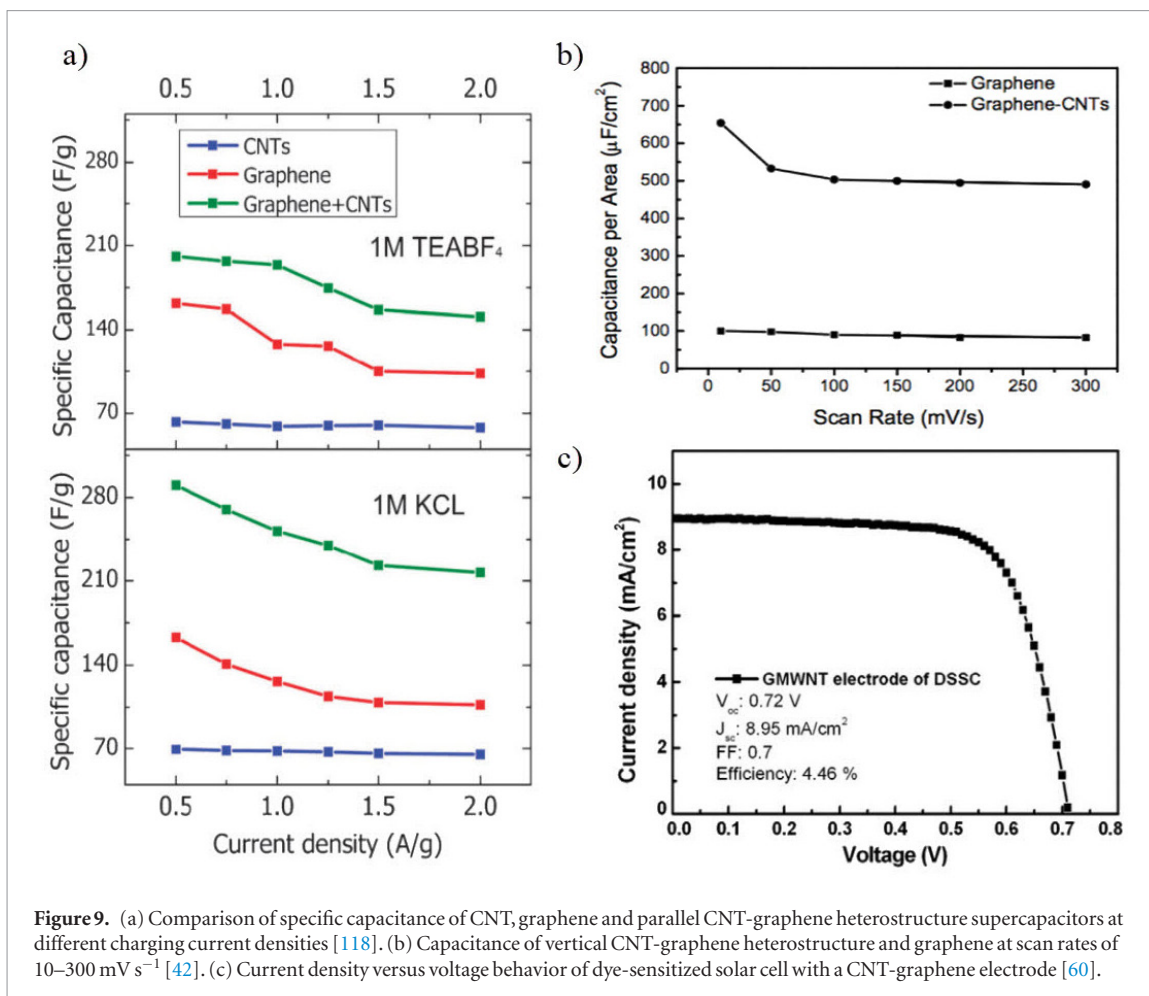 a)
0.5 1.0 1.5 2.0
CNTs
Graphene
Graphene+CNTs
1M TEABF₄
Specific Capacitance (F/g)
280
210
140
70
1M KCL
Specific capacitance (F/g)
280
210
140
70
0.5 1.0 1.5 2.0
Current density (A/g)
b)
Graphene
Graphene-CNTs
Capacitance per Area (μF/cm²)
800
700
600
500
400
300
200
100
0
0 50 100 150 200 250 300
Scan Rate (mV/s)
c)
Current density (mA/cm²)
10
8
6
4
2
0
GMWNT electrode of DSSC
Voc: 0.72 V
Jsc: 8.95 mA/cm²
FF: 0.7
Efficiency: 4.46 %
0.0 0.1 0.2 0.3 0.4 0.5 0.6 0.7 0.8
Voltage (V)
Figure 9. (a) Comparison of specific capacitance of CNT, graphene and parallel CNT-graphene heterostructure supercapacitors at
different charging current densities [118]. (b) Capacitance of vertical CNT-graphene heterostructure and graphene at scan rates of
10–300 mV s⁻¹ [42]. (c) Current density versus voltage behavior of dye-sensitized solar cell with a CNT-graphene electrode [60].